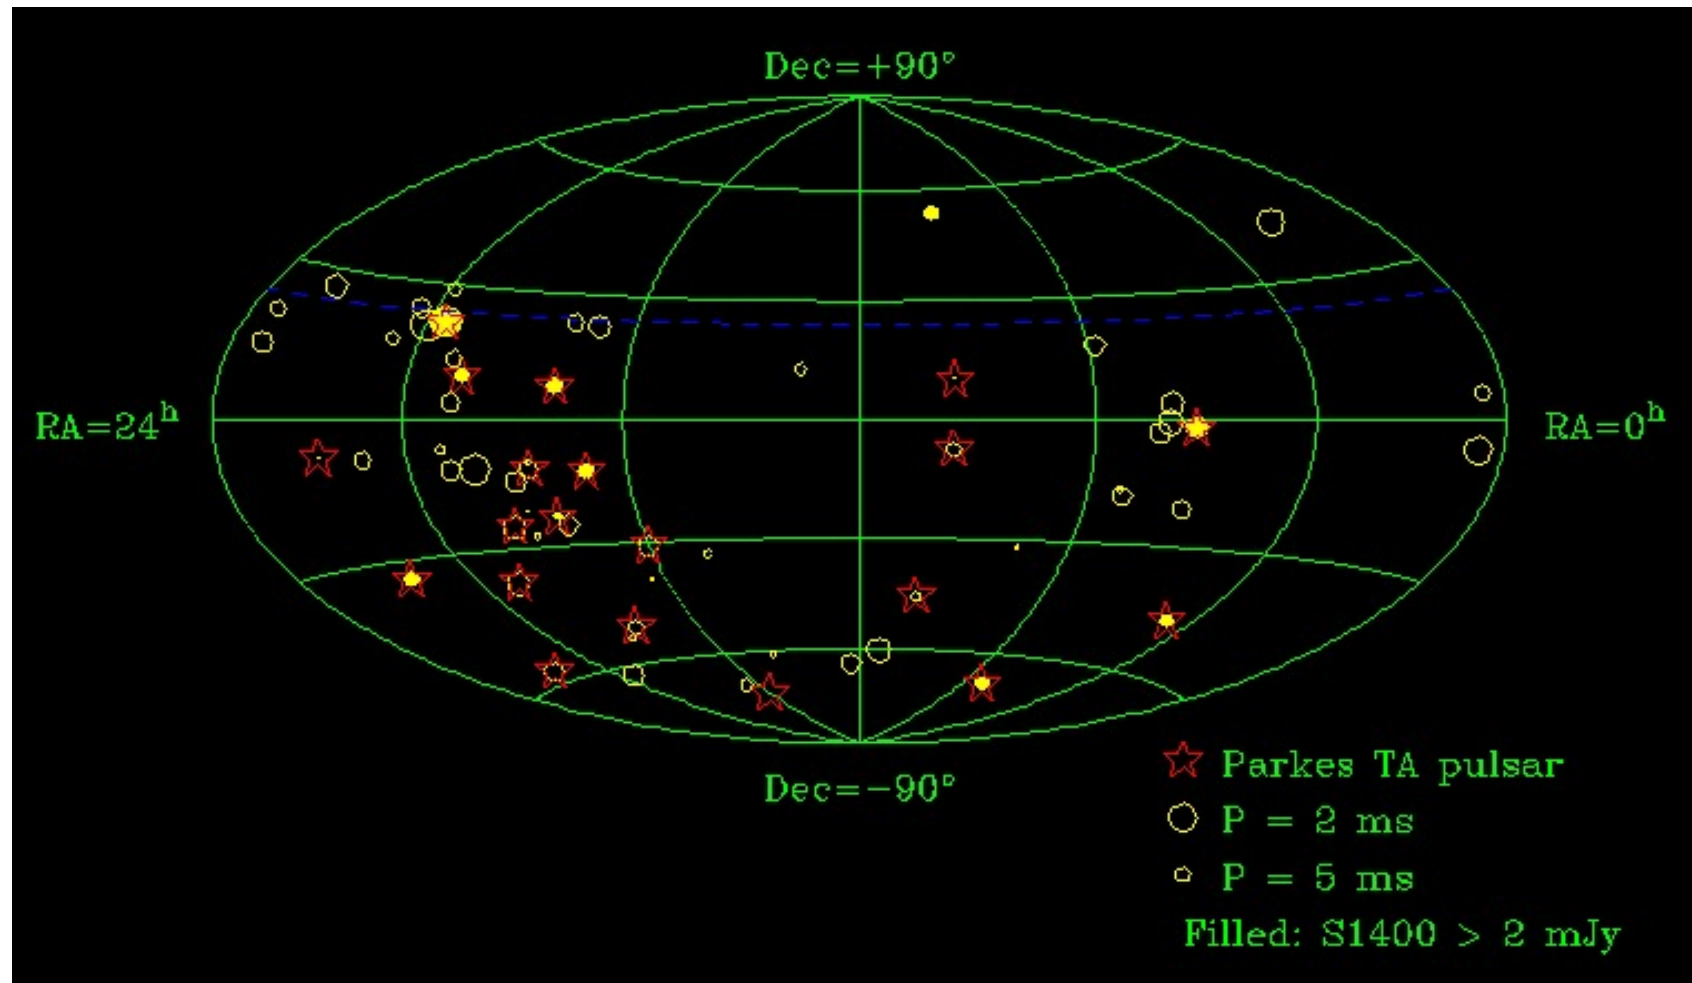 Dec=+90°
RA=24ʰ
RA=0ʰ
Dec=−90°
Parkes TA pulsar
P = 2 ms
P = 5 ms
Filled: S1400 > 2 mJy